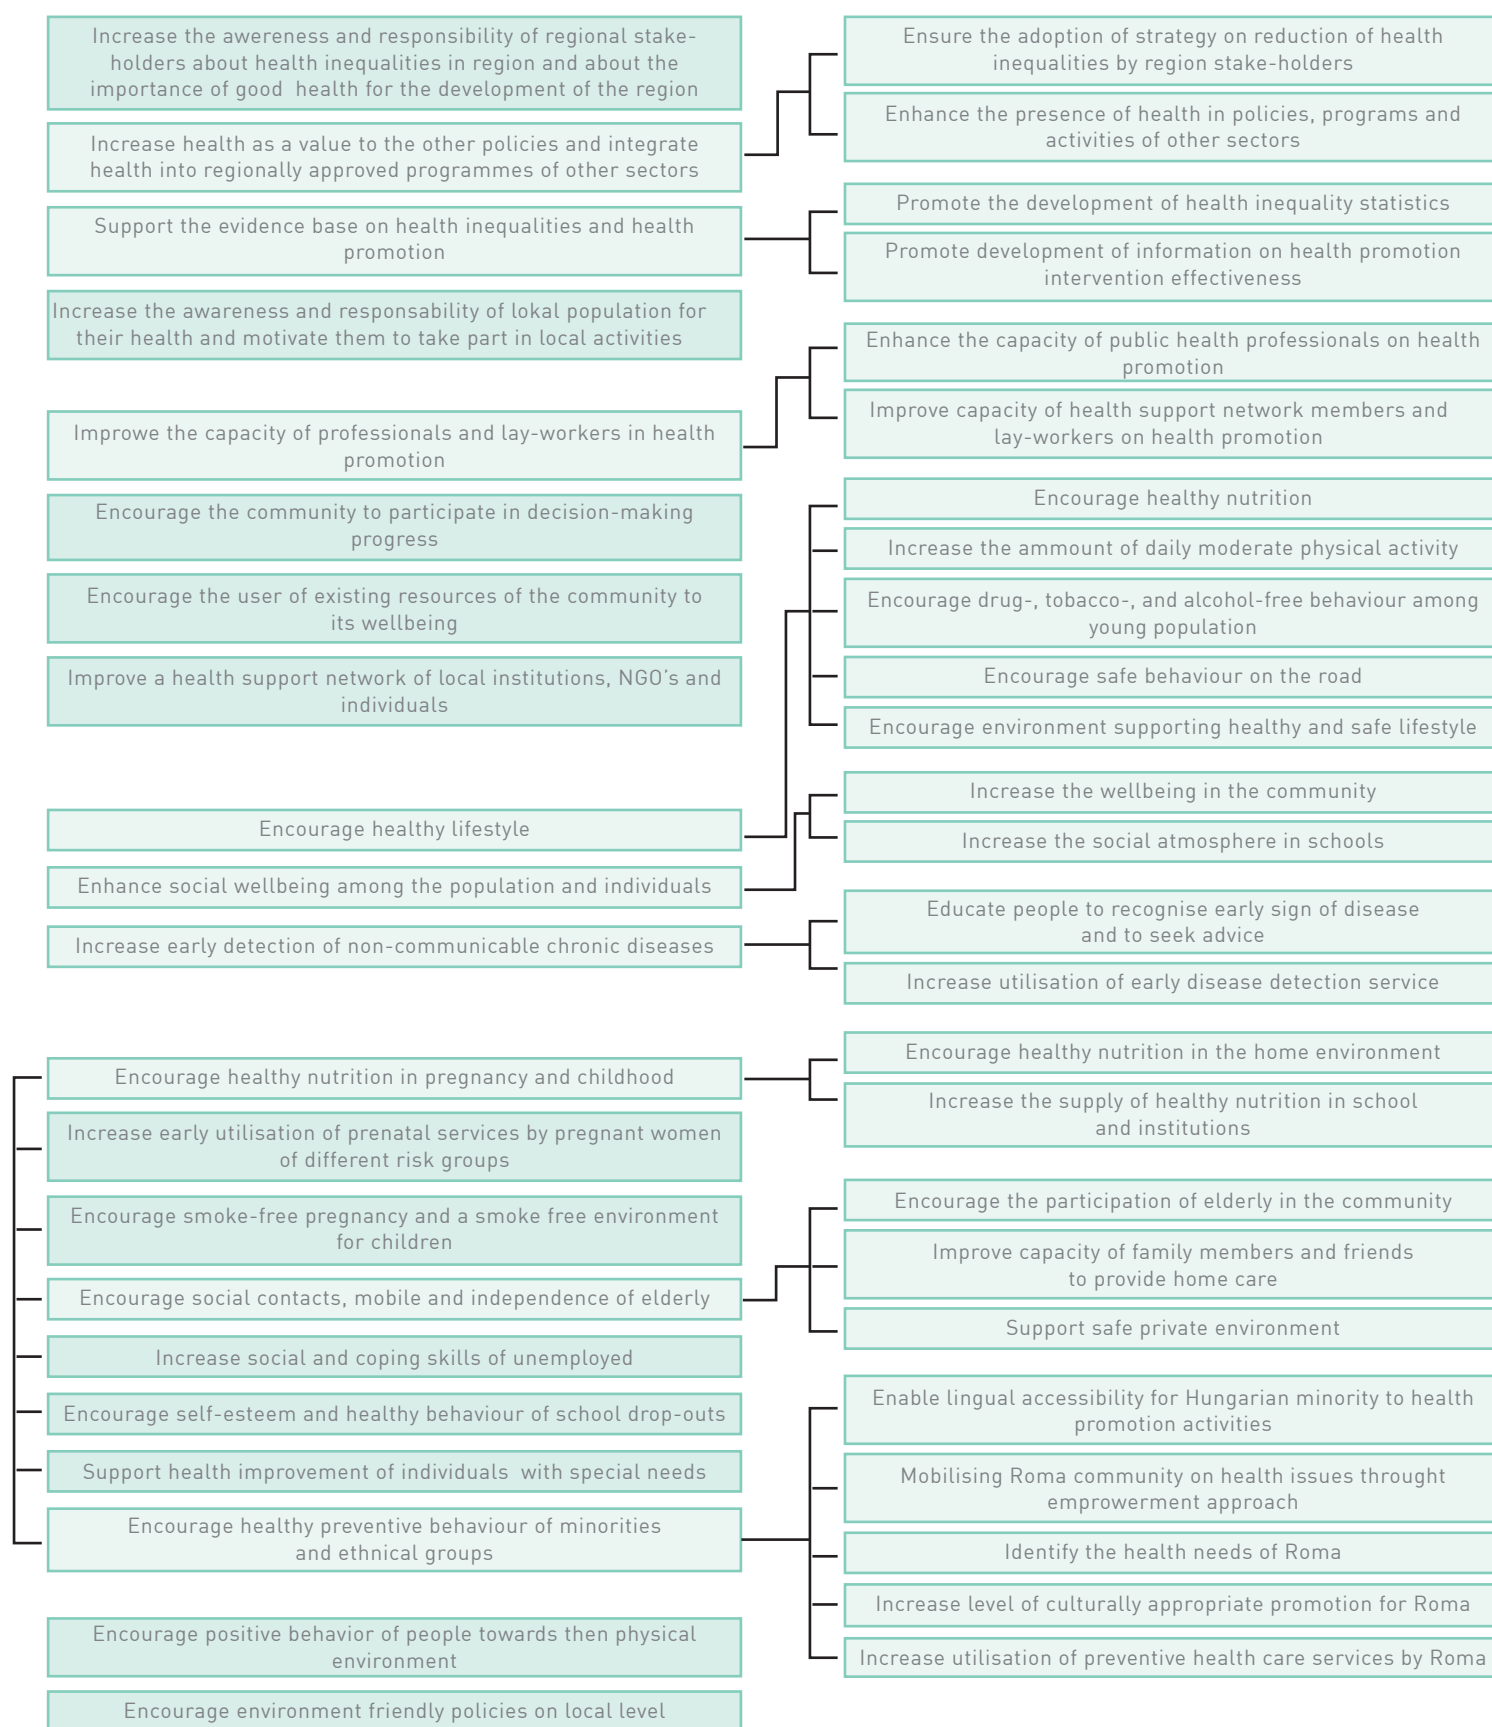 Increase the awereness and responsibility of regional stake-
holders about health inequalities in region and about the
importance of good health for the development of the region
Increase health as a value to the other policies and integrate
health into regionally approved programmes of other sectors
Support the evidence base on health inequalities and health
promotion
Increase the awareness and responsability of lokal population for
their health and motivate them to take part in local activities
Improwe the capacity of professionals and lay-workers in health
promotion
Encourage the community to participate in decision-making
progress
Encourage the user of existing resources of the community to
its wellbeing
Improve a health support network of local institutions, NGO's and
individuals
Encourage healthy lifestyle
Enhance social wellbeing among the population and individuals
Increase early detection of non-communicable chronic diseases
Encourage healthy nutrition in pregnancy and childhood
Increase early utilisation of prenatal services by pregnant women
of different risk groups
Encourage smoke-free pregnancy and a smoke free environment
for children
Encourage social contacts, mobile and independence of elderly
Increase social and coping skills of unemployed
Encourage self-esteem and healthy behaviour of school drop-outs
Support health improvement of individuals with special needs
Encourage healthy preventive behaviour of minorities
and ethnical groups
Encourage positive behavior of people towards then physical
environment
Encourage environment friendly policies on local level
Ensure the adoption of strategy on reduction of health
inequalities by region stake-holders
Enhance the presence of health in policies, programs and
activities of other sectors
Promote the development of health inequality statistics
Promote development of information on health promotion
intervention effectiveness
Enhance the capacity of public health professionals on health
promotion
Improve capacity of health support network members and
lay-workers on health promotion
Encourage healthy nutrition
Increase the ammount of daily moderate physical activity
Encourage drug-, tobacco-, and alcohol-free behaviour among
young population
Encourage safe behaviour on the road
Encourage environment supporting healthy and safe lifestyle
Increase the wellbeing in the community
Increase the social atmosphere in schools
Educate people to recognise early sign of disease
and to seek advice
Increase utilisation of early disease detection service
Encourage healthy nutrition in the home environment
Increase the supply of healthy nutrition in school
and institutions
Encourage the participation of elderly in the community
Improve capacity of family members and friends
to provide home care
Support safe private environment
Enable lingual accessibility for Hungarian minority to health
promotion activities
Mobilising Roma community on health issues throught
emprowerment approach
Identify the health needs of Roma
Increase level of culturally appropriate promotion for Roma
Increase utilisation of preventive health care services by Roma